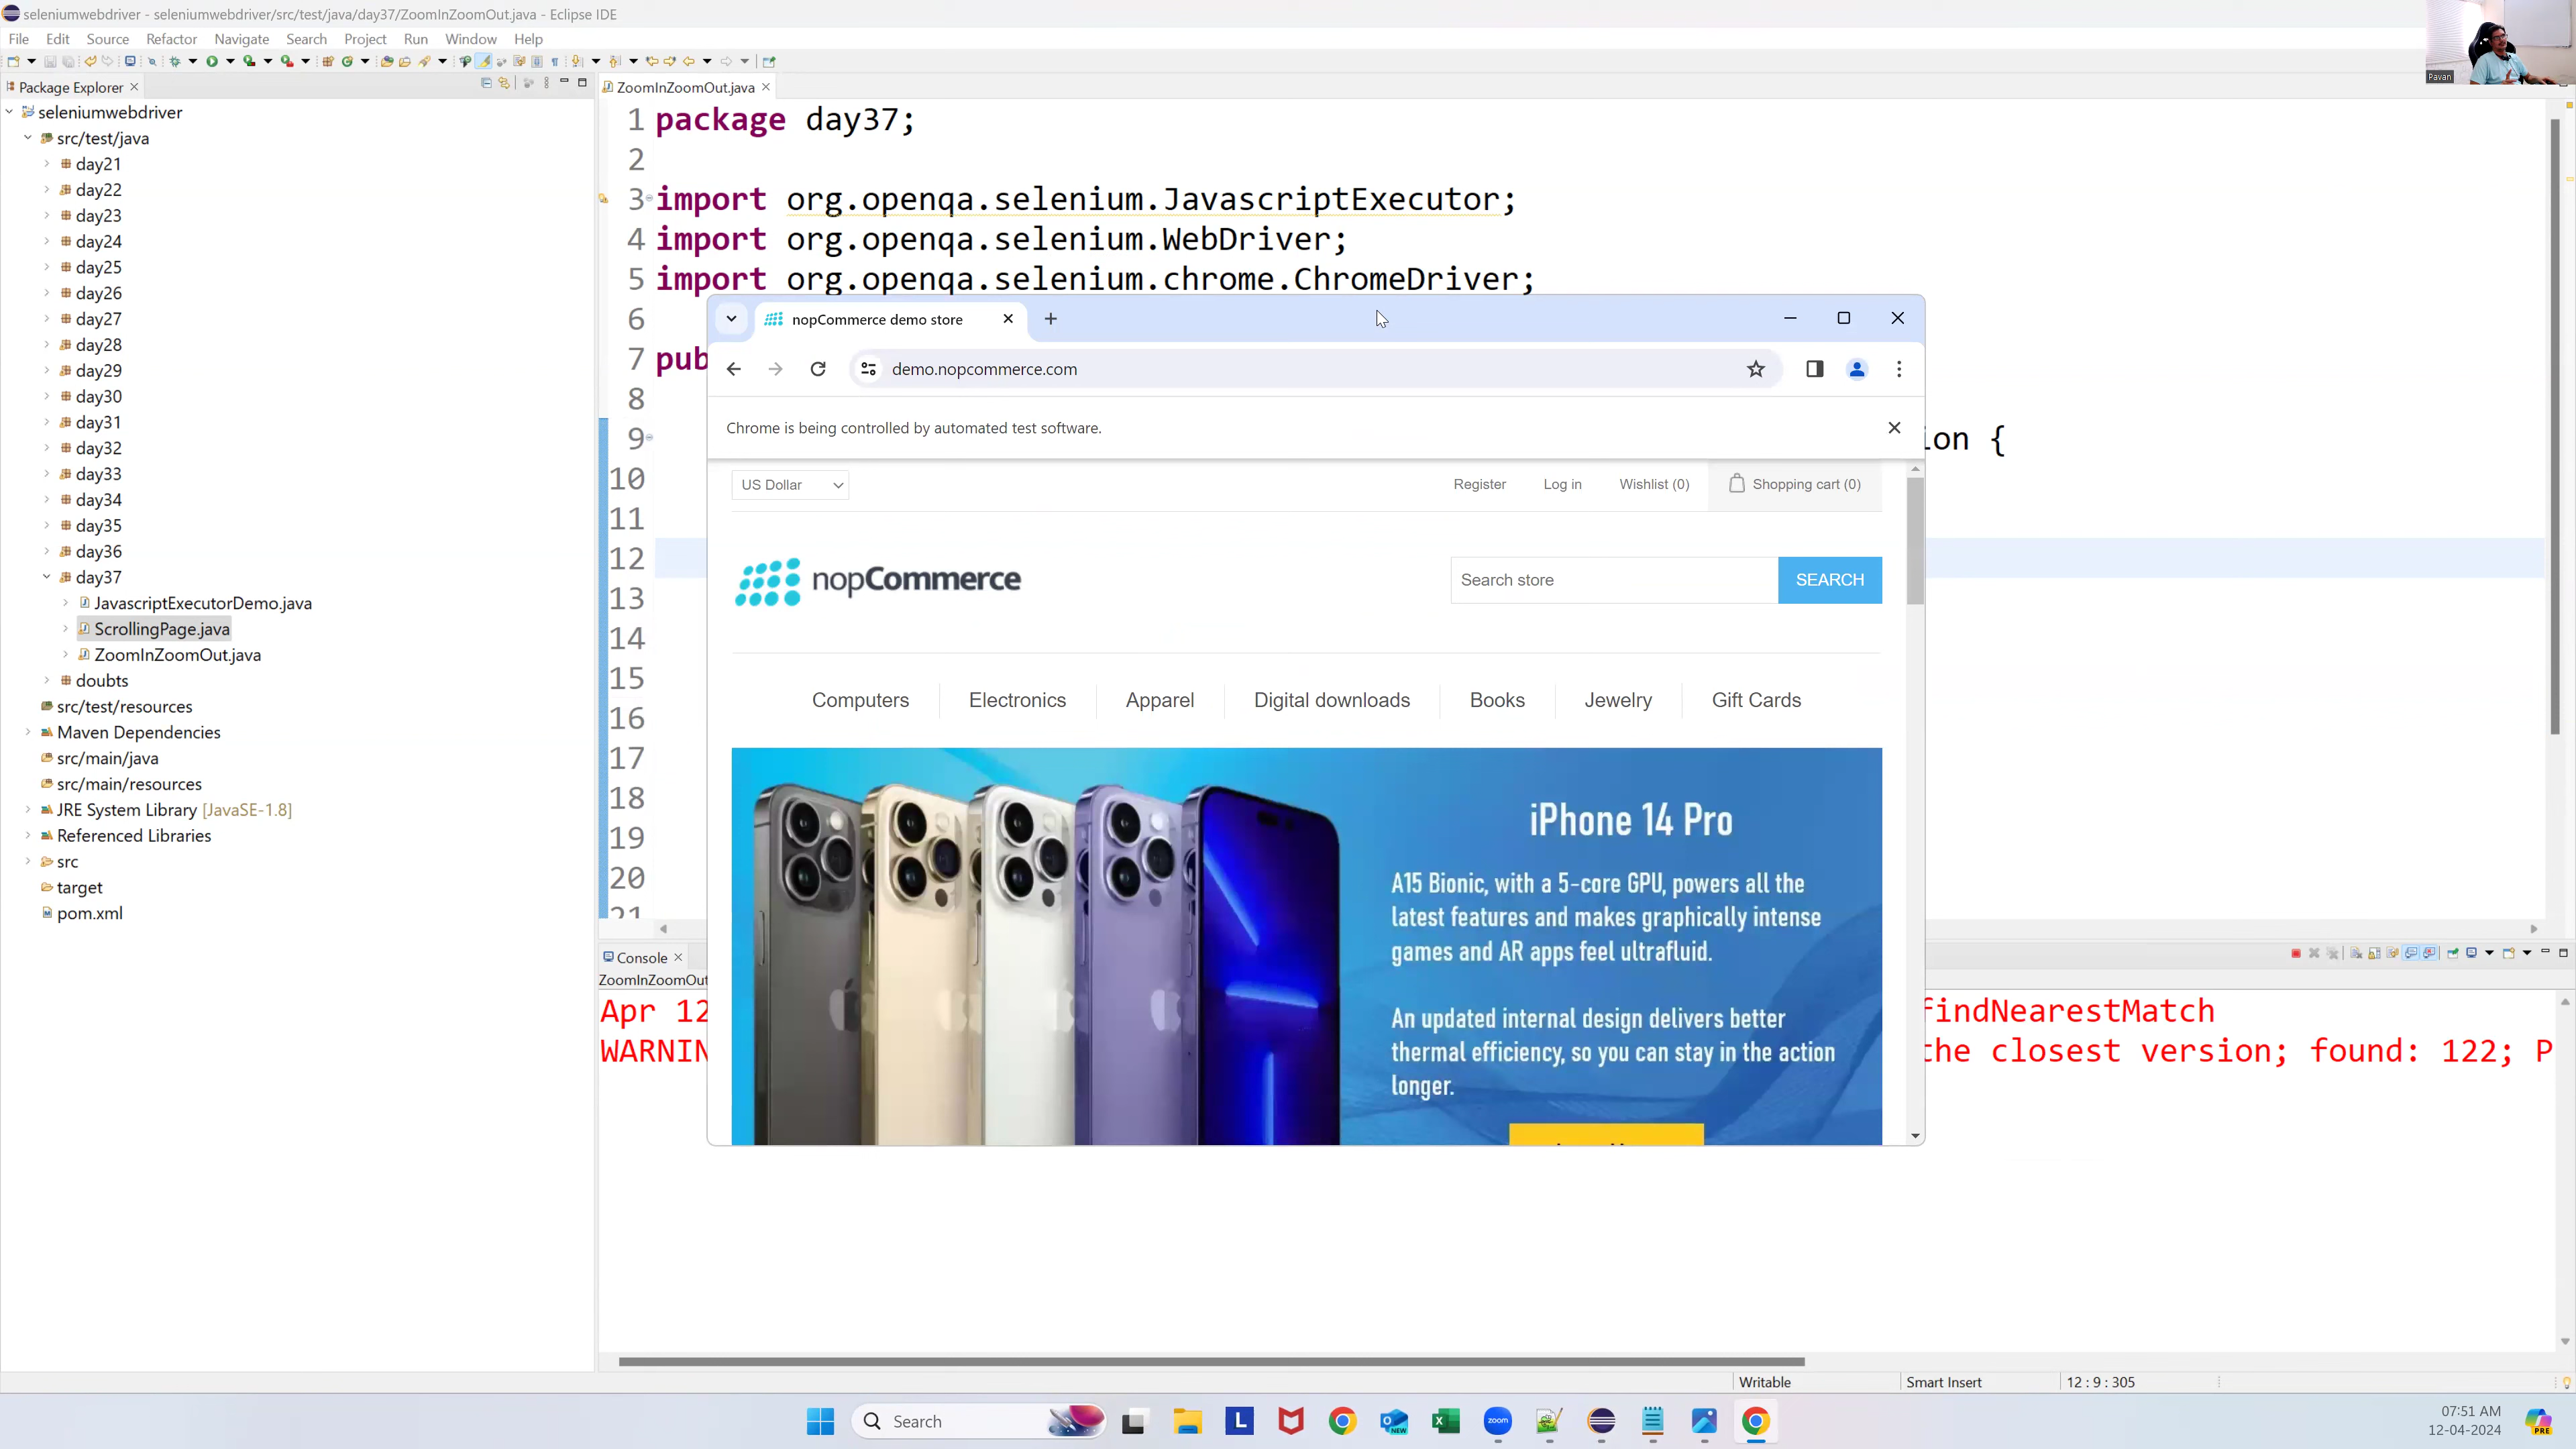 seleniumwebdriver - seleniumwebdriver/src/test/java/day37/ZoomInZoomOut.java - Eclipse IDE
File Edit Source Refactor Navigate Search Project Run Window Help
Pavan
Package Explorer
seleniumwebdriver
src/test/java
day21
day22
day23
day24
day25
day26
day27
day28
day29
day30
day31
day32
day33
day34
day35
day36
day37
JavascriptExecutorDemo.java
ScrollingPage.java
ZoomInZoomOut.java
doubts
src/test/resources
Maven Dependencies
src/main/java
src/main/resources
JRE System Library [JavaSE-1.8]
Referenced Libraries
src
target
pom.xml
ZoomInZoomOut.java
1 package day37;
2
3 import org.openqa.selenium.JavascriptExecutor;
4 import org.openqa.selenium.WebDriver;
5 import org.openqa.selenium.chrome.ChromeDriver;
6
7 pub
8
9 ion {
10
11
12
13
14
15
16
17
18
19
20
21
nopCommerce demo store
demo.nopcommerce.com
Chrome is being controlled by automated test software.
US Dollar Register Log in Wishlist (0) Shopping cart (0)
nopCommerce Search store SEARCH
Computers Electronics Apparel Digital downloads Books Jewelry Gift Cards
iPhone 14 Pro
A15 Bionic, with a 5-core GPU, powers all the
latest features and makes graphically intense
games and AR apps feel ultrafluid.
An updated internal design delivers better
thermal efficiency, so you can stay in the action
longer.
Console
ZoomInZoomOut
Apr 12 findNearestMatch
WARNIN the closest version; found: 122; P
Writable Smart Insert 12 : 9 : 305
Search
L
NEW
zoom
07:51 AM
12-04-2024
PRE